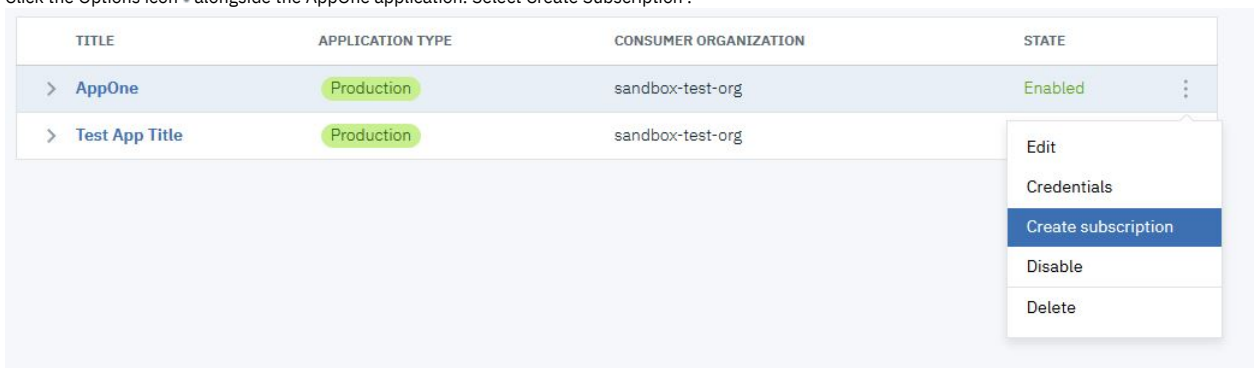 Click the Options icon alongside the AppOne application. Select Create Subscription .
TITLE APPLICATION TYPE CONSUMER ORGANIZATION STATE
AppOne Production sandbox-test-org Enabled
Test App Title Production sandbox-test-org
Edit
Credentials
Create subscription
Disable
Delete